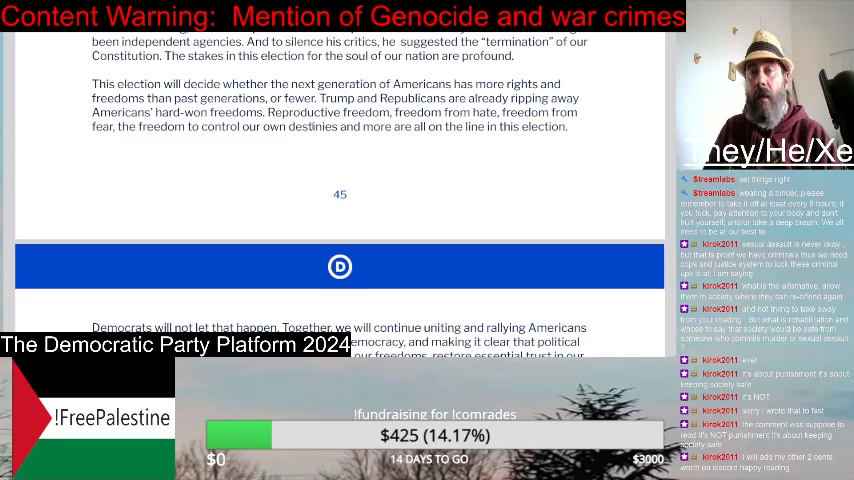 Content Warning: Mention of Genocide and war crimes
been independent agencies. And to silence his critics, he suggested the “termination” of our
Constitution. The stakes in this election for the soul of our nation are profound.
This election will decide whether the next generation of Americans has more rights and
freedoms than past generations, or fewer. Trump and Republicans are already ripping away
Americans’ hard-won freedoms. Reproductive freedom, freedom from hate, freedom from
fear, the freedom to control our own destinies and more are all on the line in this election.
45
D
Democrats will not let that happen. Together, we will continue uniting and rallying Americans
emocracy, and making it clear that political
our freedoms, restore essential trust in our
The Democratic Party Platform 2024
!FreePalestine
!fundraising for !comrades
$425 (14.17%)
$0
14 DAYS TO GO
$3000
They/He/Xe
Streamlabs set things right.
Streamlabs wearing a binder, please
remember to take it off at least every 8 hours; if
you tuck, pay attention to your body and don't
hurt yourself; and/or take a deep breath. We all
need to be at our best to
kirok2011 sexual assault is never okay ,
but that is proof we have criminals thus we need
cops and justice system to lock these criminal
ups is all I am saying
kirok2011 what is the alternative, allow
them in society where they can re-offend again
kirok2011 and not trying to take away
from your reading . But what is rehabilitation and
whose to say that society would be safe from
someone who commits murder or sexual assault
?
kirok2011 ever
kirok2011 it's about punishment it's about
keeping society safe
kirok2011 it's NOT
kirok2011 sorry I wrote that to fast
kirok2011 the comment was suppose to
read it's NOT punishment it's about keeping
society safe
kirok2011 I will add my other 2 cents
worth on discord happy reading